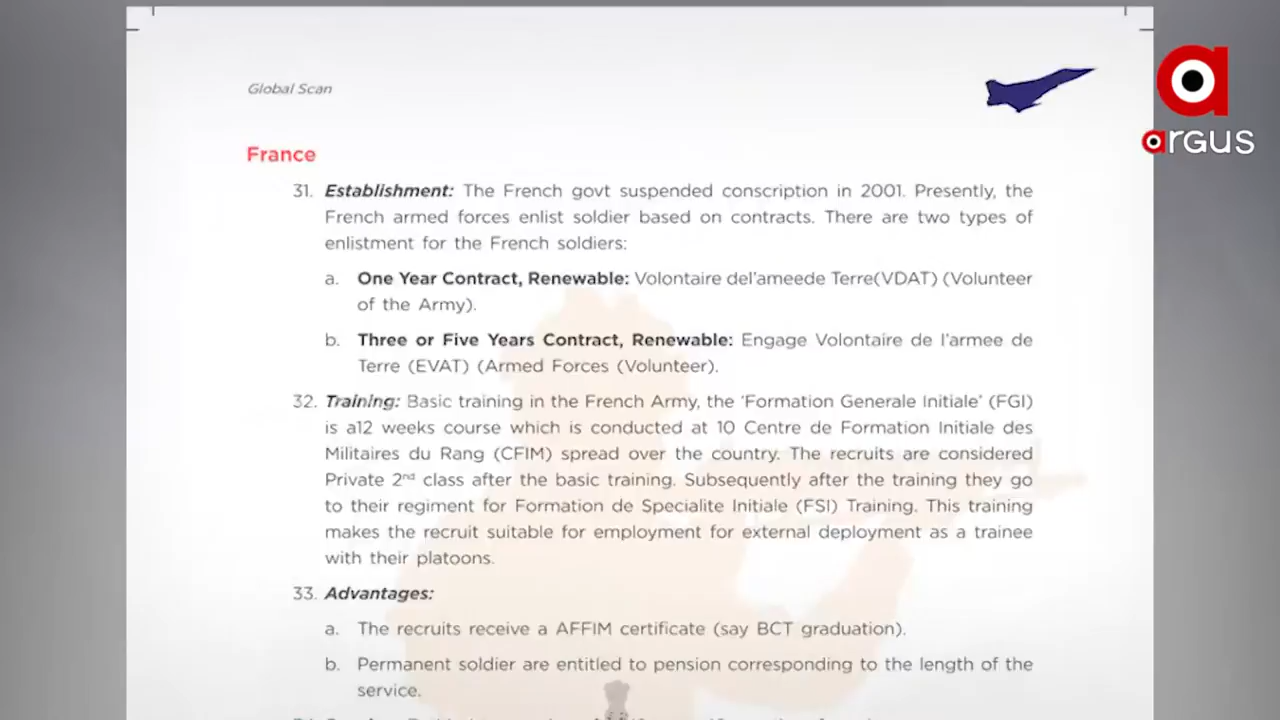 Global Scan
argus
France
31. Establishment: The French govt suspended conscription in 2001. Presently, the
French armed forces enlist soldier based on contracts. There are two types of
enlistment for the French soldiers:
a. One Year Contract, Renewable: Volontaire del'ameede Terre(VDAT) (Volunteer
of the Army).
b. Three or Five Years Contract, Renewable: Engage Volontaire de l'armee de
Terre (EVAT) (Armed Forces (Volunteer).
32. Training: Basic training in the French Army, the 'Formation Generale Initiale' (FGI)
is a12 weeks course which is conducted at 10 Centre de Formation Initiale des
Militaires du Rang (CFIM) spread over the country. The recruits are considered
Private 2nd class after the basic training. Subsequently after the training they go
to their regiment for Formation de Specialite Initiale (FSI) Training. This training
makes the recruit suitable for employment for external deployment as a trainee
with their platoons.
33. Advantages:
a. The recruits receive a AFFIM certificate (say BCT graduation).
b. Permanent soldier are entitled to pension corresponding to the length of the
service.